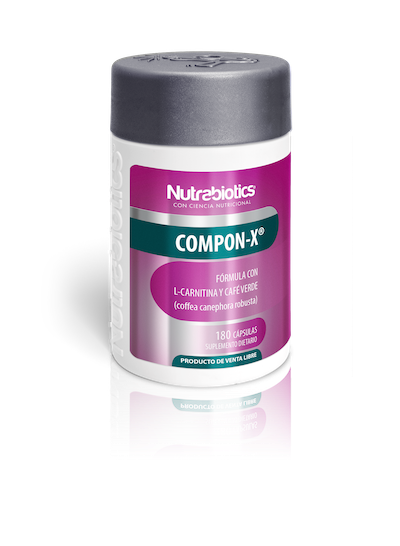 Nutrabiotics®
CON CIENCIA NUTRICIONAL
COMPON-X®
FÓRMULA CON
L-CARNITINA Y CAFÉ VERDE
(coffea canephora robusta)
180 CÁPSULAS
SUPLEMENTO DIETARIO
PRODUCTO DE VENTA LIBRE
Nutrabiotics